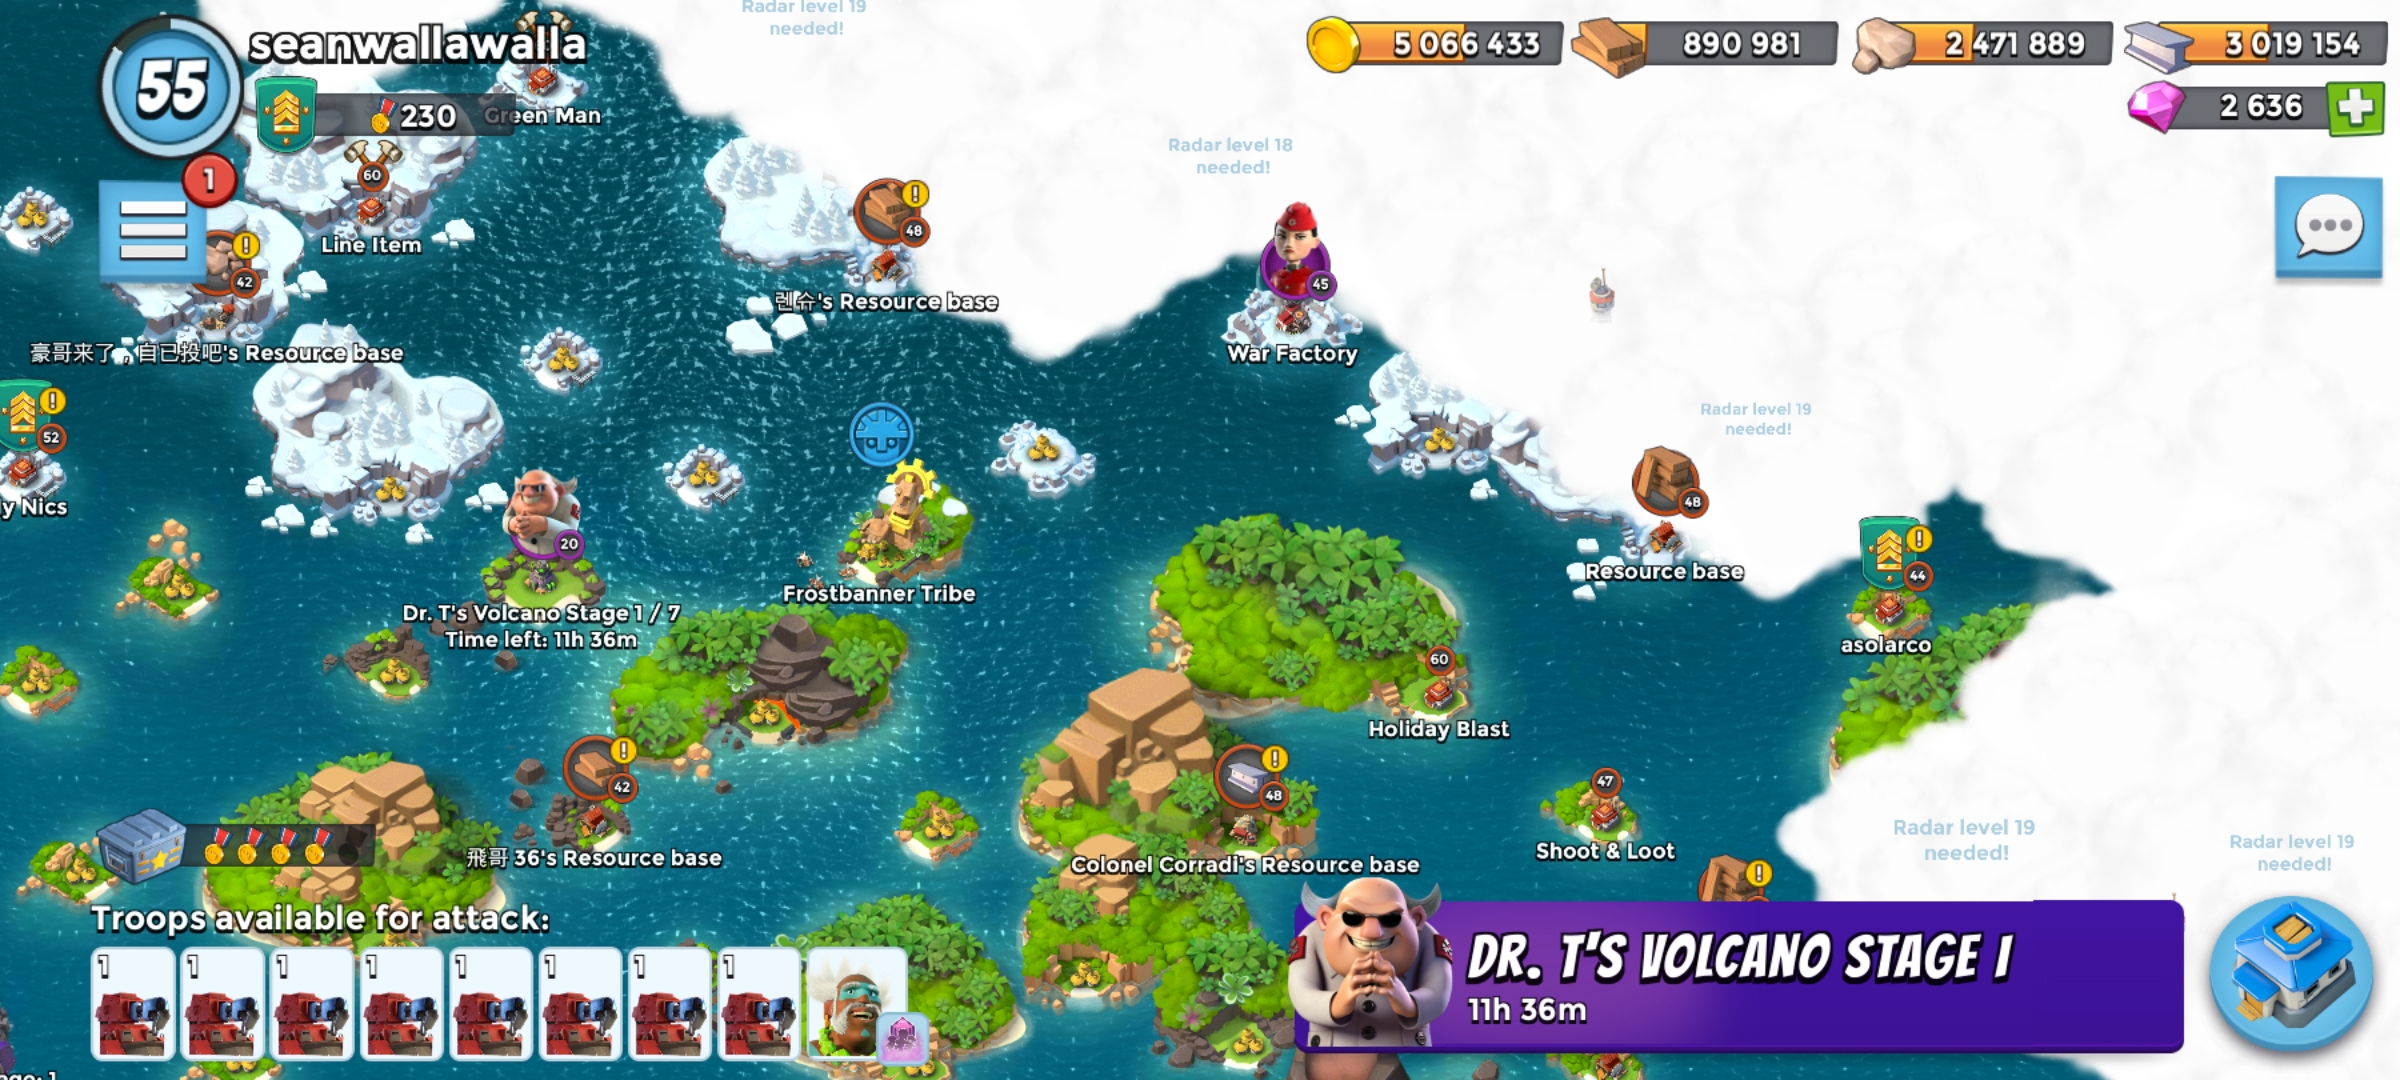 Radar level 19
needed!
55
seanwallawalla
5 066 433
890 981
2 471 889
3 019 154
230
Green Man
2 636
1
60
Line Item
Radar level 18
needed!
48
렌슈's Resource base
45
War Factory
42
豪哥来了，自已投吧's Resource base
52
y Nics
Radar level 19
needed!
48
Resource base
44
asolarco
20
Dr. T's Volcano Stage 1 / 7
Time left: 11h 36m
Frostbanner Tribe
60
Holiday Blast
42
飛哥 36's Resource base
48
Colonel Corradi's Resource base
47
Shoot & Loot
Radar level 19
needed!
Radar level 19
needed!
Troops available for attack:
1 1 1 1 1 1 1 1
DR. T'S VOLCANO STAGE I
11h 36m